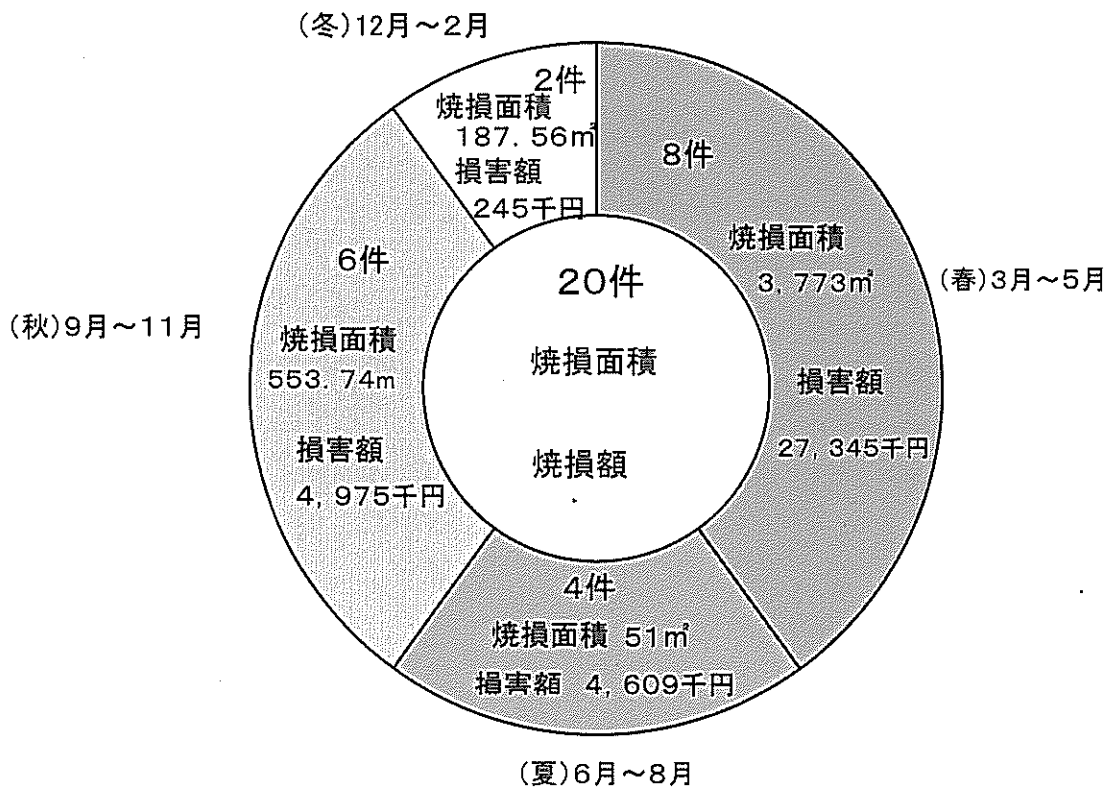 (冬)12月～2月
2件
焼損面積
187.56㎡
損害額
245千円
8件
焼損面積
3,773㎡
損害額
27,345千円
(春)3月～5月
20件
焼損面積
焼損額
6件
焼損面積
553.74m
損害額
4,975千円
(秋)9月～11月
4件
焼損面積 51㎡
損害額 4,609千円
(夏)6月～8月